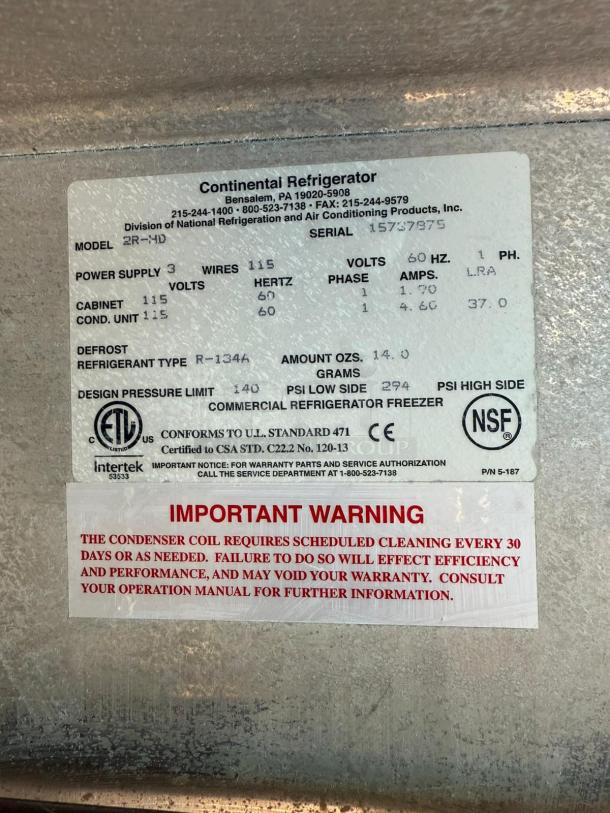 Continental Refrigerator
Bensalem, PA 19020-5908
215-244-1400 • 800-523-7138 • FAX: 215-244-9579
Division of National Refrigeration and Air Conditioning Products, Inc.
MODEL 2R-HD SERIAL 15737875
POWER SUPPLY 3 WIRES 115 VOLTS 60 HZ. 1 PH.
VOLTS HERTZ PHASE AMPS. LRA
CABINET 115 60 1 1.70
COND. UNIT 115 60 1 4.60 37.0
DEFROST
REFRIGERANT TYPE R-134A AMOUNT OZS. 14.0
GRAMS
DESIGN PRESSURE LIMIT 140 PSI LOW SIDE 294 PSI HIGH SIDE
COMMERCIAL REFRIGERATOR FREEZER
C ETL US LISTED
Intertek
53533
CONFORMS TO U.L. STANDARD 471 CE
Certified to CSA STD. C22.2 No. 120-13
NSF ®
IMPORTANT NOTICE: FOR WARRANTY PARTS AND SERVICE AUTHORIZATION
CALL THE SERVICE DEPARTMENT AT 1-800-523-7138
P/N 5-187
IMPORTANT WARNING
THE CONDENSER COIL REQUIRES SCHEDULED CLEANING EVERY 30
DAYS OR AS NEEDED. FAILURE TO DO SO WILL EFFECT EFFICIENCY
AND PERFORMANCE, AND MAY VOID YOUR WARRANTY. CONSULT
YOUR OPERATION MANUAL FOR FURTHER INFORMATION.